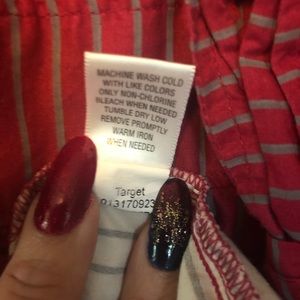 MACHINE WASH COLD
WITH LIKE COLORS
ONLY NON-CHLORINE
BLEACH WHEN NEEDED
TUMBLE DRY LOW
REMOVE PROMPTLY
WARM IRON
WHEN NEEDED
Target